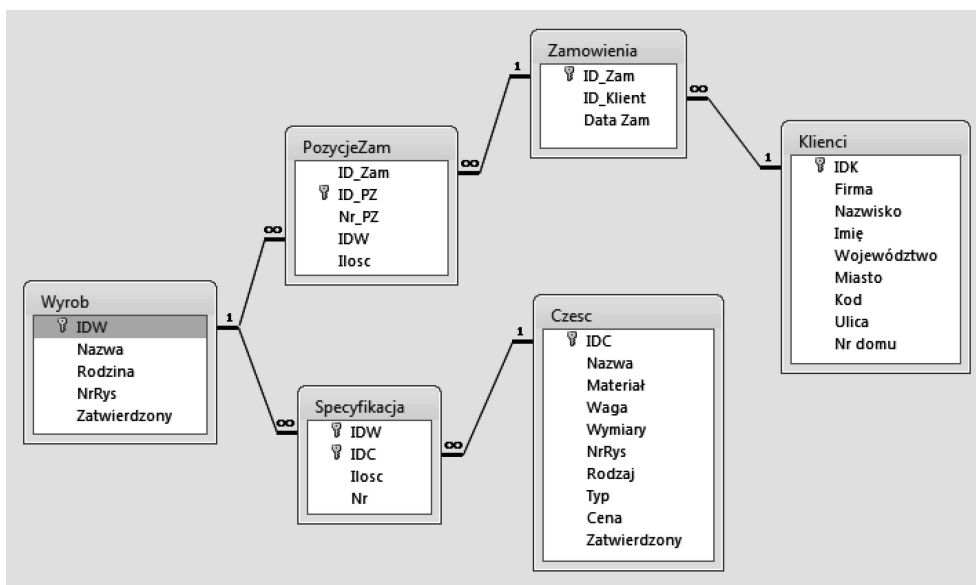 Zamowienia
ID_Zam
ID_Klient
Data Zam
1
∞
PozycjeZam
ID_Zam
ID_PZ
Nr_PZ
IDW
Ilosc
∞
∞
Klienci
IDK
Firma
Nazwisko
Imię
Województwo
Miasto
Kod
Ulica
Nr domu
1
Wyrob
IDW
Nazwa
Rodzina
NrRys
Zatwierdzony
1
Specyfikacja
IDW
IDC
Ilosc
Nr
∞
∞
Czesc
IDC
Nazwa
Materiał
Waga
Wymiary
NrRys
Rodzaj
Typ
Cena
Zatwierdzony
1